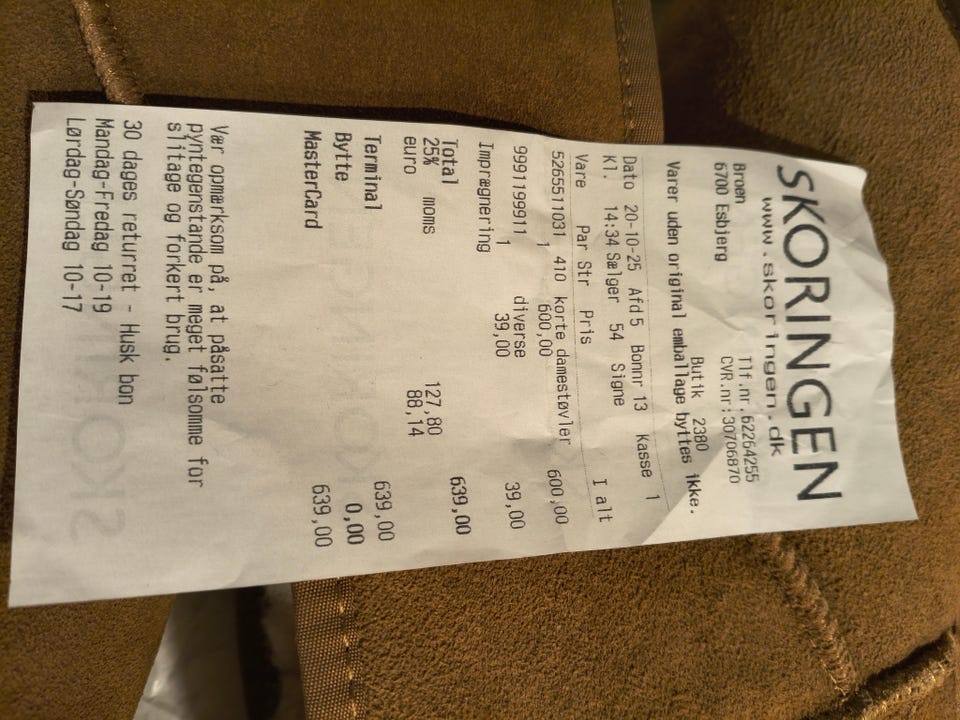 SKORINGEN
www.skoringen.dk
Broen Tlf.nr:62264255
6700 Esbjerg CVR.nr:30706870
Butik 2380
Varer uden original emballage byttes ikke.
Dato 20-10-25 Afd 5 Bonnr 13 Kasse 1
Kl. 14:34 Sælger 54 Signe
Vare Par Str Pris I alt
5265511031 410 korte damestøvler
1 600,00 600,00
9991199911 diverse
1 39,00 39,00
Imprægnering
Total 639,00
25% moms 127,80
euro 88,14
Terminal 639,00
Bytte 0,00
MasterCard 639,00
Vær opmærksom på, at påsatte
pyntegenstande er meget følsomme for
slitage og forkert brug.
30 dages returret - Husk bon
Mandag-Fredag 10-19
Lørdag-Søndag 10-17